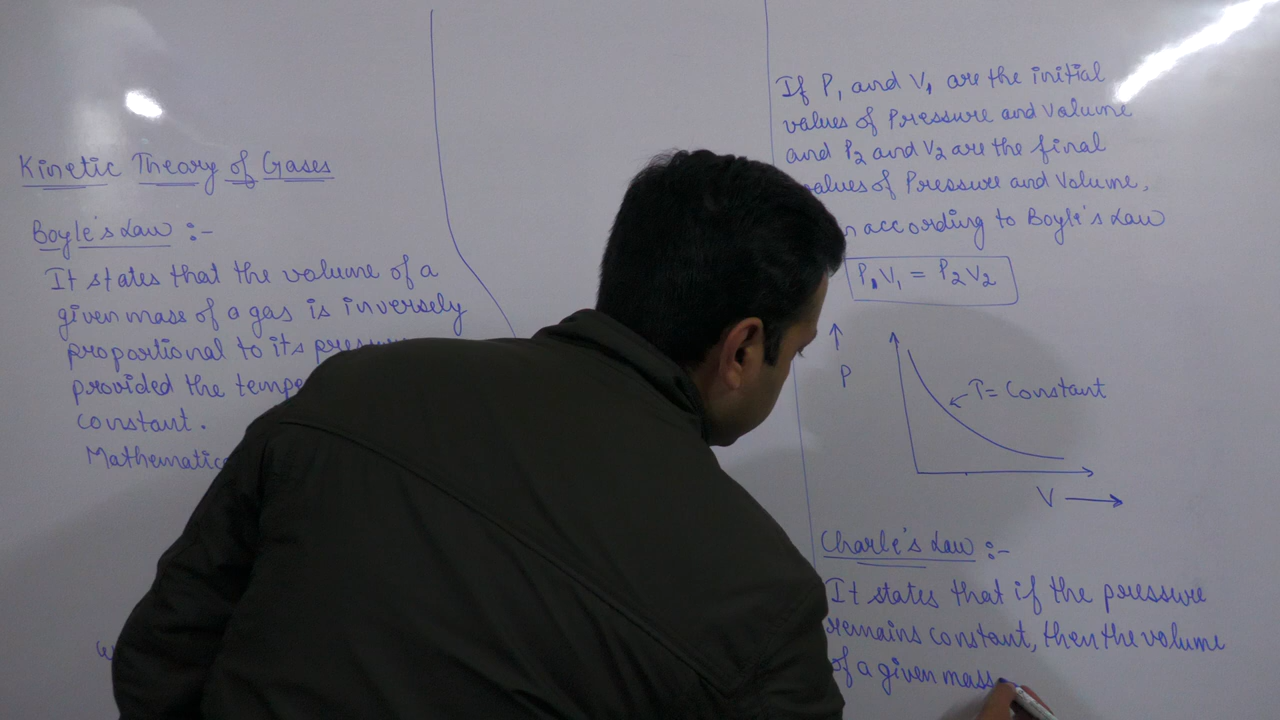 Kinetic Theory of Gases
Boyle's Law :-
It states that the volume of a
given mass of a gas is inversely
proportional to its
provided the
constant.
If P₁ and V₁ are the initial
values of Pressure and Volume
and P₂ and V₂ are the final
values of Pressure and Volume,
according to Boyle's Law
P₁V₁ = P₂V₂
P
T = Constant
V
Charle's Law :-
It states that if the pressure
remains constant, then the volume
of a given mass